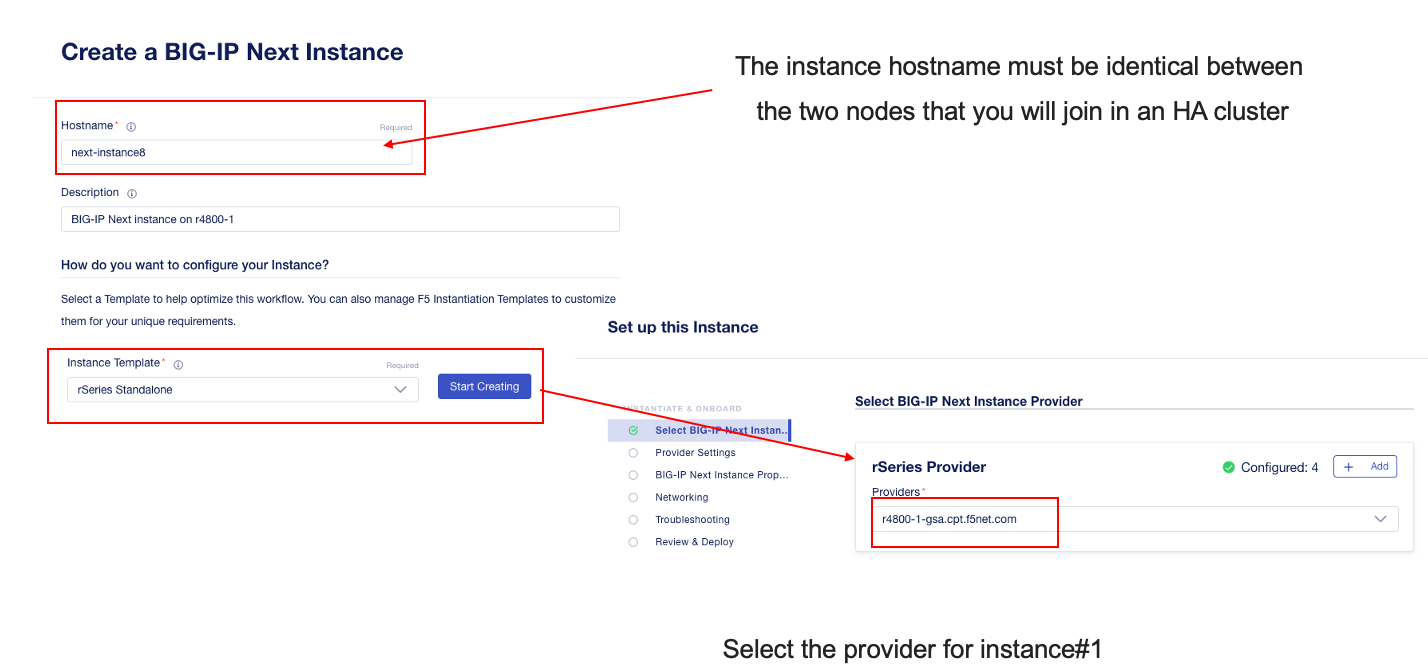 Create a BIG-IP Next Instance
The instance hostname must be identical between
the two nodes that you will join in an HA cluster
Hostname*
Required
next-instance8
Description
BIG-IP Next instance on r4800-1
How do you want to configure your Instance?
Select a Template to help optimize this workflow. You can also manage F5 Instantiation Templates to customize
them for your unique requirements.
Instance Template*
Required
rSeries Standalone
Start Creating
Set up this Instance
INSTANTIATE & ONBOARD
Select BIG-IP Next Instan...
Provider Settings
BIG-IP Next Instance Prop...
Networking
Troubleshooting
Review & Deploy
Select BIG-IP Next Instance Provider
rSeries Provider
Configured: 4
+ Add
Providers*
r4800-1-gsa.cpt.f5net.com
Select the provider for instance#1